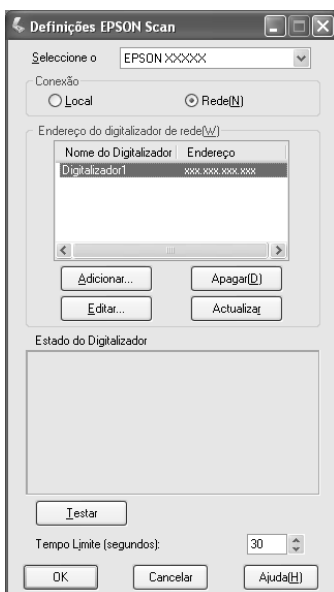 Definições EPSON Scan
Seleccione o EPSON XXXXX
Conexão
Local Rede(N)
Endereço do digitalizador de rede(W)
Nome do Digitalizador Endereço
Digitalizador1 xxx.xxx.xxx.xxx
Adicionar... Apagar(D)
Editar... Actualizar
Estado do Digitalizador
Testar
Tempo Limite (segundos): 30
OK Cancelar Ajuda(H)